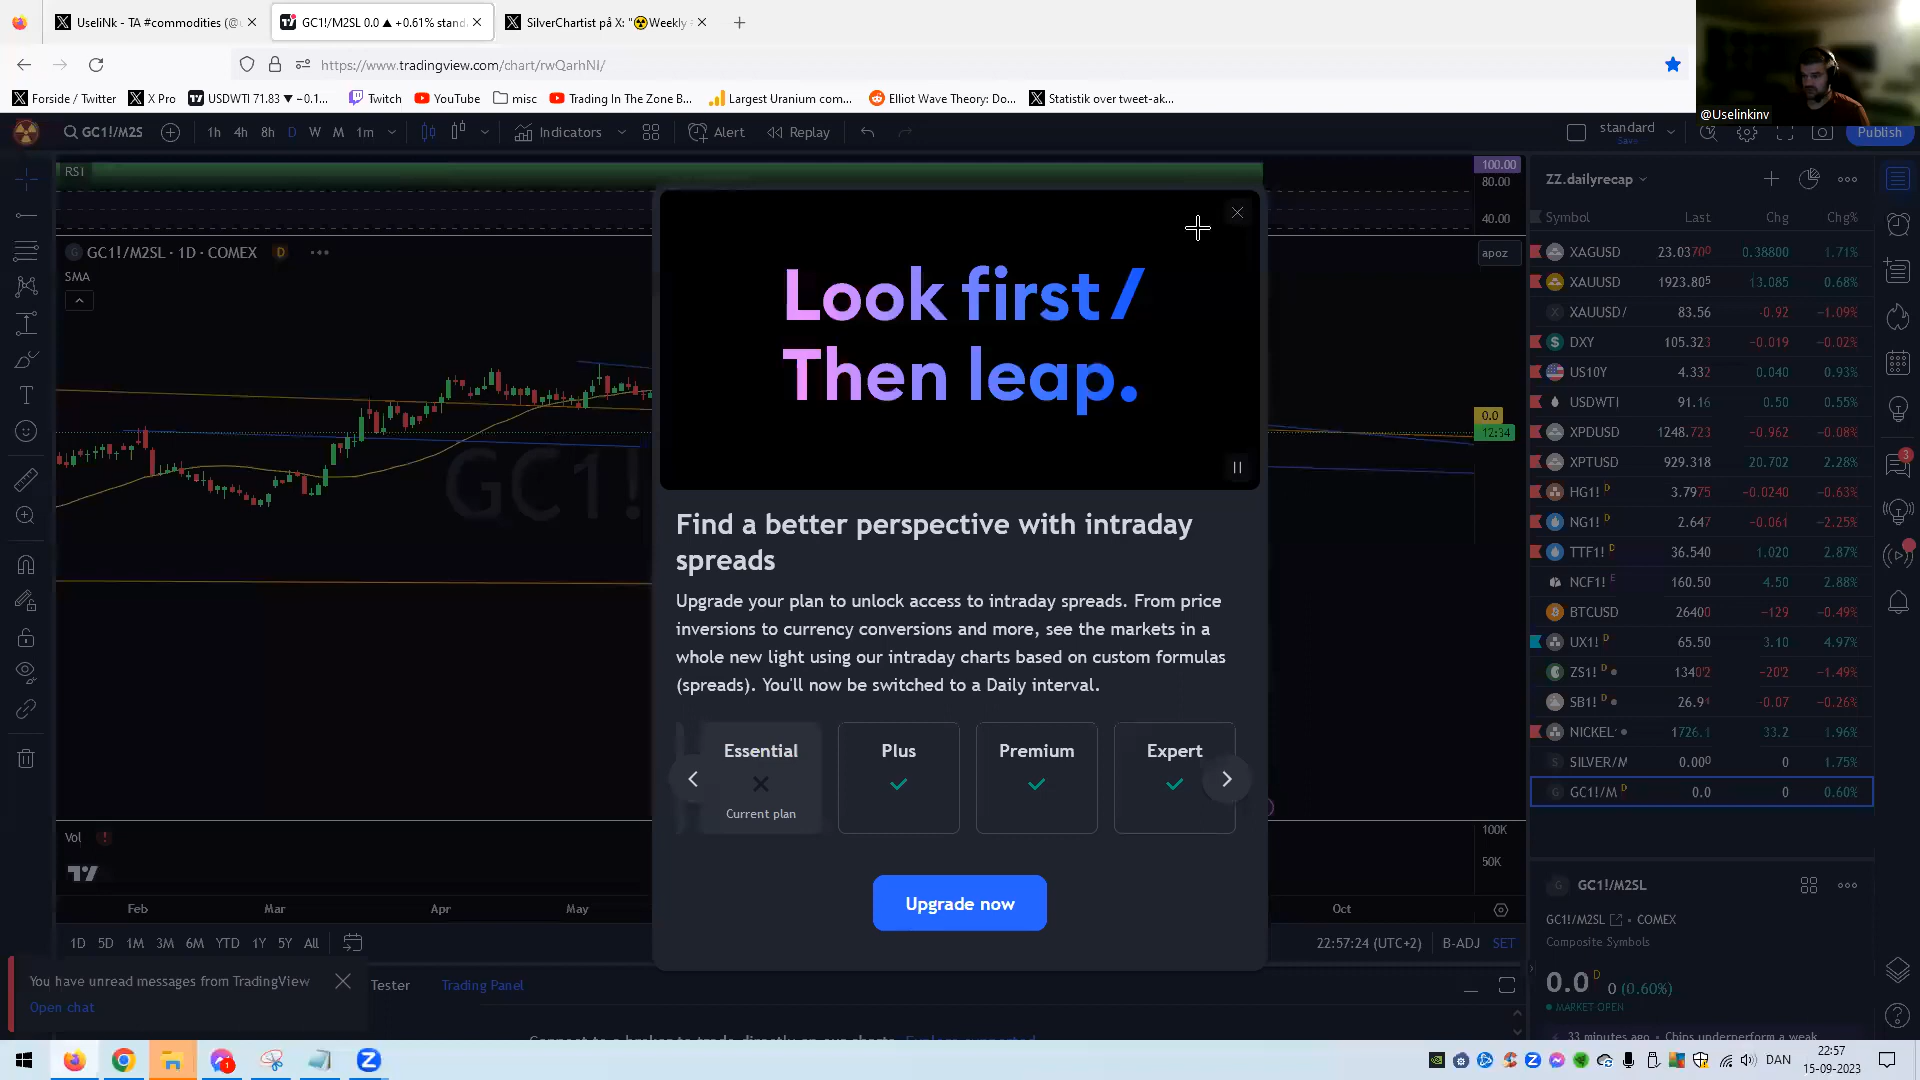 UseliNk - TA #commodities (@u
GC1!/M2SL 0.0 ▲ +0.61% stand
SilverChartist på X: "☢Weekly
https://www.tradingview.com/chart/rwQarhNI/
Forside / Twitter
X Pro
USDWTI 71.83 ▼ −0.1...
Twitch
YouTube
misc
Trading In The Zone B...
Largest Uranium com...
Elliot Wave Theory: Do...
Statistik over tweet-ak...
@Uselinkinv
GC1!/M2S
1h 4h 8h D W M 1m
Indicators
Alert
Replay
standard
Save
Publish
RSI
100.00
80.00
40.00
GC1!/M2SL · 1D · COMEX D
SMA
apoz
GC1!
0.0
12:34
Look first /
Then leap.
Find a better perspective with intraday
spreads
Upgrade your plan to unlock access to intraday spreads. From price
inversions to currency conversions and more, see the markets in a
whole new light using our intraday charts based on custom formulas
(spreads). You'll now be switched to a Daily interval.
Essential
Current plan
Plus
Premium
Expert
Upgrade now
Vol
100K
50K
Feb Mar Apr May Oct
1D 5D 1M 3M 6M YTD 1Y 5Y All
22:57:24 (UTC+2) B-ADJ SET
You have unread messages from TradingView
Open chat
Tester
Trading Panel
ZZ.dailyrecap
Symbol Last Chg Chg%
XAGUSD 23.0370⁰ 0.38800 1.71%
XAUUSD 1923.80⁵ 13.085 0.68%
XAUUSD/ 83.56 −0.92 −1.09%
DXY 105.323 −0.019 −0.02%
US10Y 4.332 0.040 0.93%
USDWTI 91.16 0.50 0.55%
XPDUSD 1248.723 −0.962 −0.08%
XPTUSD 929.318 20.702 2.28%
HG1! D 3.7975 −0.0240 −0.63%
NG1! D 2.647 −0.061 −2.25%
TTF1! D 36.540 1.020 2.87%
NCF1! E 160.50 4.50 2.88%
BTCUSD 26400 −129 −0.49%
UX1! D 65.50 3.10 4.97%
ZS1! D 1340'2 −20'2 −1.49%
SB1! D 26.91 −0.07 −0.26%
NICKEL 1726.1 33.2 1.96%
SILVER/M 0.00⁰ 0 1.75%
GC1!/M D 0.0 0 0.60%
3
GC1!/M2SL
GC1!/M2SL · COMEX
Composite Symbols
0.0 D 0 (0.60%)
MARKET OPEN
33 minutes ago · Chips underperform a weak
DAN
22:57
15-09-2023